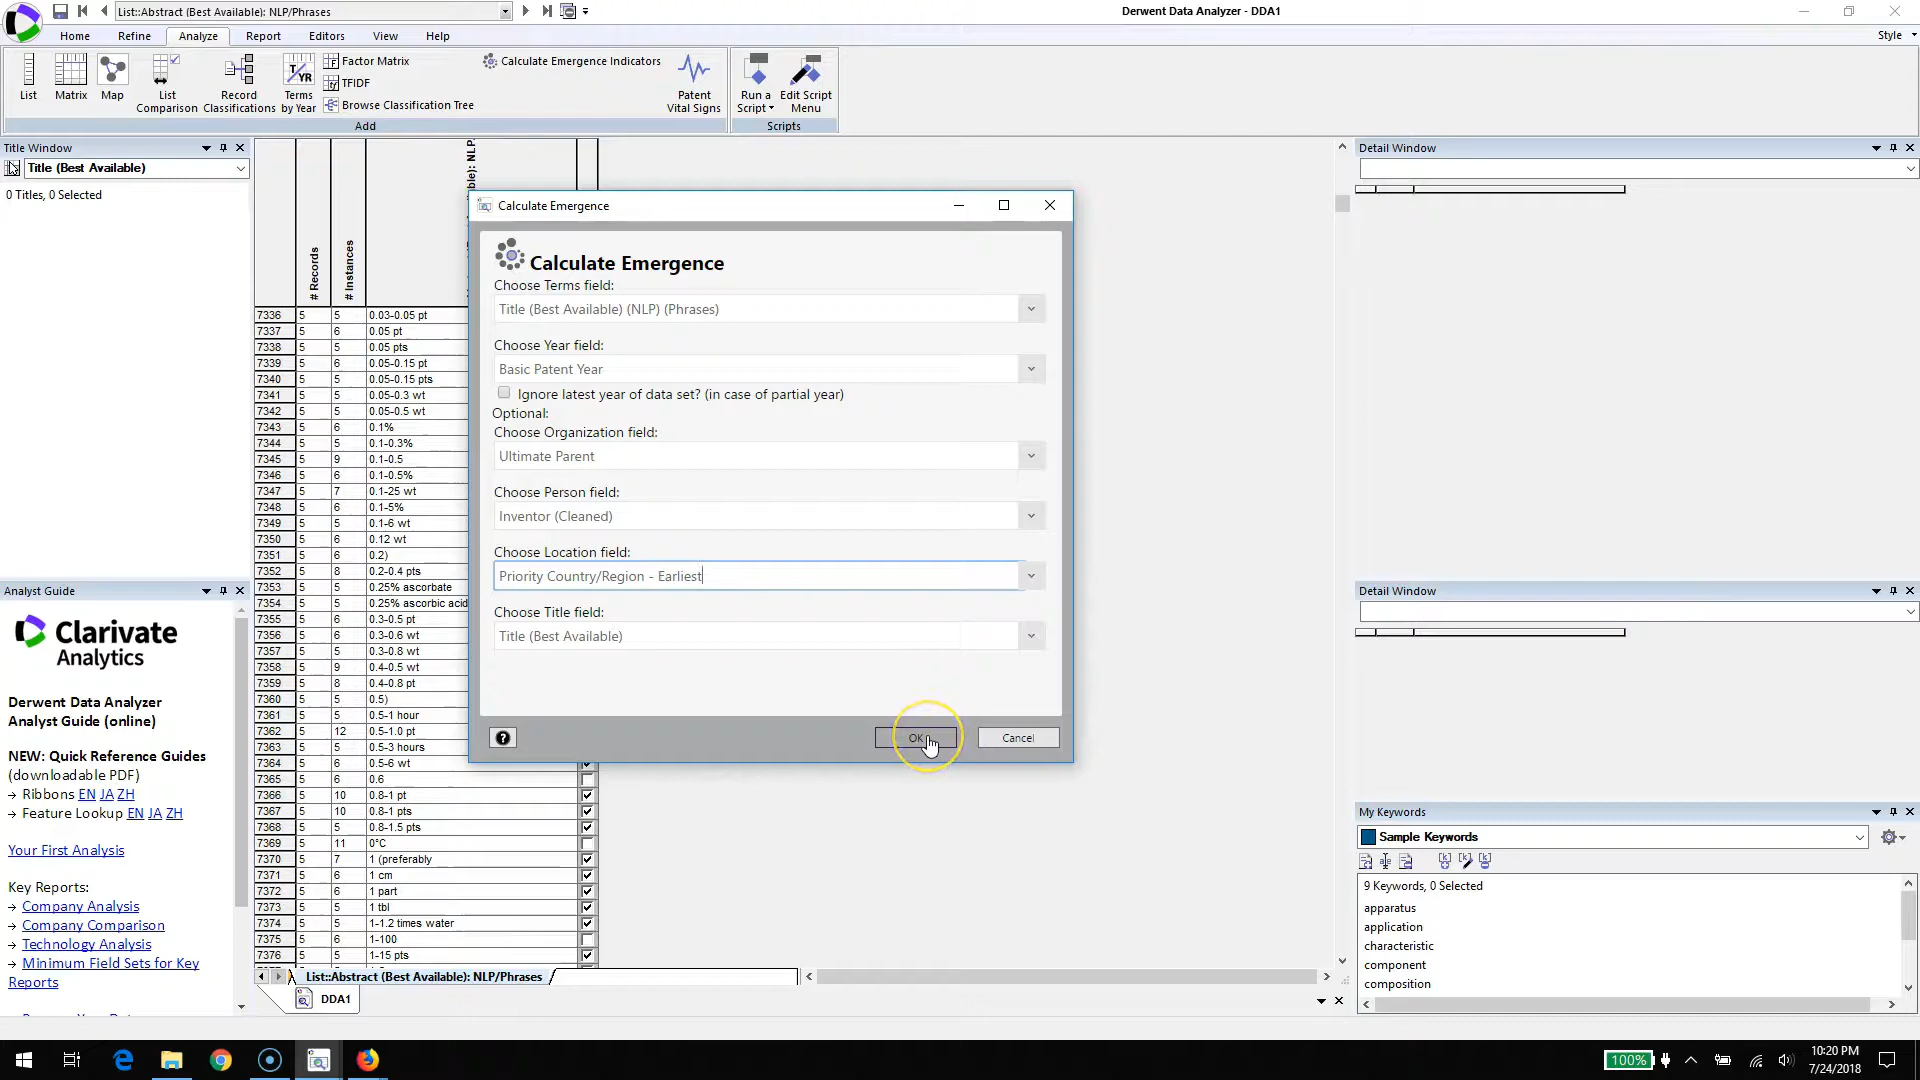 List::Abstract (Best Available): NLP/Phrases
Derwent Data Analyzer - DDA1
Home Refine Analyze Report Editors View Help
Style
List
Matrix
Map
List Comparison
Record Classifications
Terms by Year
Factor Matrix
TFIDF
Browse Classification Tree
Calculate Emergence Indicators
Patent Vital Signs
Add
Run a Script
Edit Script Menu
Scripts
Title Window
Title (Best Available)
0 Titles, 0 Selected
Analyst Guide
Clarivate
Analytics
Derwent Data Analyzer
Analyst Guide (online)
NEW: Quick Reference Guides
(downloadable PDF)
→ Ribbons EN JA ZH
→ Feature Lookup EN JA ZH
Your First Analysis
Key Reports:
→ Company Analysis
→ Company Comparison
→ Technology Analysis
→ Minimum Field Sets for Key
Reports
# Records
# Instances
ble): NLP
7336 5 5 0.03-0.05 pt
7337 5 6 0.05 pt
7338 5 5 0.05 pts
7339 5 6 0.05-0.15 pt
7340 5 5 0.05-0.15 pts
7341 5 6 0.05-0.3 wt
7342 5 6 0.05-0.5 wt
7343 5 6 0.1%
7344 5 5 0.1-0.3%
7345 5 9 0.1-0.5
7346 5 6 0.1-0.5%
7347 5 7 0.1-25 wt
7348 5 6 0.1-5%
7349 5 5 0.1-6 wt
7350 5 6 0.12 wt
7351 5 6 0.2)
7352 5 8 0.2-0.4 pts
7353 5 6 0.25% ascorbate
7354 5 5 0.25% ascorbic acid
7355 5 6 0.3-0.5 pt
7356 5 6 0.3-0.6 wt
7357 5 5 0.3-0.8 wt
7358 5 9 0.4-0.5 wt
7359 5 8 0.4-0.8 pt
7360 5 5 0.5)
7361 5 5 0.5-1 hour
7362 5 12 0.5-1.0 pt
7363 5 5 0.5-3 hours
7364 5 6 0.5-6 wt
7365 5 6 0.6
7366 5 10 0.8-1 pt
7367 5 10 0.8-1 pts
7368 5 5 0.8-1.5 pts
7369 5 11 0°C
7370 5 7 1 (preferably
7371 5 6 1 cm
7372 5 6 1 part
7373 5 5 1 tbl
7374 5 5 1-1.2 times water
7375 5 6 1-100
7376 5 5 1-15 pts
List::Abstract (Best Available): NLP/Phrases
DDA1
Calculate Emergence
Calculate Emergence
Choose Terms field:
Title (Best Available) (NLP) (Phrases)
Choose Year field:
Basic Patent Year
Ignore latest year of data set? (in case of partial year)
Optional:
Choose Organization field:
Ultimate Parent
Choose Person field:
Inventor (Cleaned)
Choose Location field:
Priority Country/Region - Earliest
Choose Title field:
Title (Best Available)
OK
Cancel
Detail Window
Detail Window
My Keywords
Sample Keywords
9 Keywords, 0 Selected
apparatus
application
characteristic
component
composition
100%
10:20 PM
7/24/2018